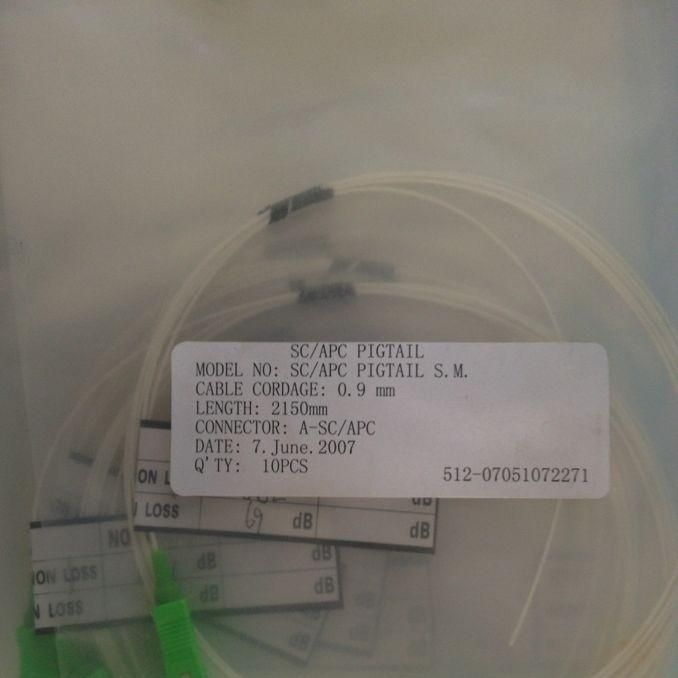 SC/APC PIGTAIL
MODEL NO: SC/APC PIGTAIL S.M.
CABLE CORDAGE: 0.9 mm
LENGTH: 2150mm
CONNECTOR: A-SC/APC
DATE: 7.June.2007
Q'TY: 10PCS
512-07051072271
ON L
dB
N LOSS
69
dB
dB
NO
dB
dB
ION LOSS
dB
dB
N LOSS